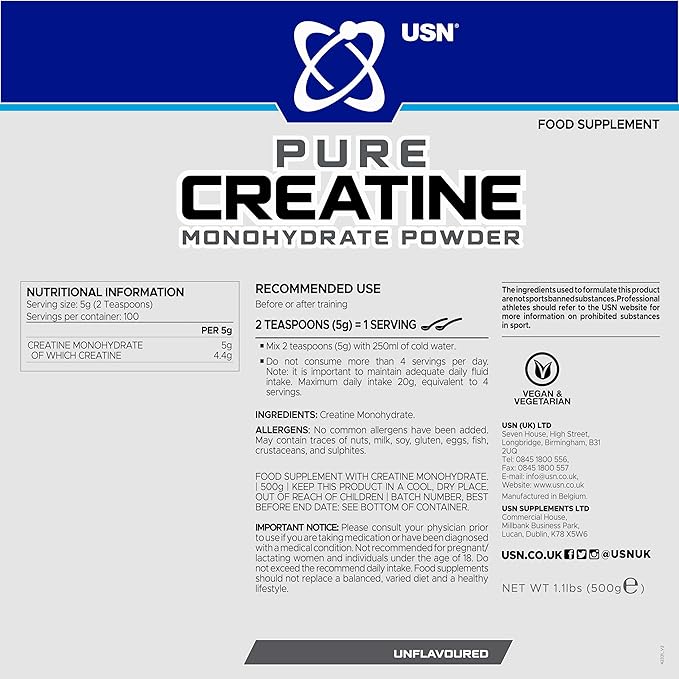 USN®
FOOD SUPPLEMENT
PURE
CREATINE
MONOHYDRATE POWDER
NUTRITIONAL INFORMATION
Serving size: 5g (2 Teaspoons)
Servings per container: 100
PER 5g
CREATINE MONOHYDRATE 5g
OF WHICH CREATINE 4.4g
RECOMMENDED USE
Before or after training
2 TEASPOONS (5g) = 1 SERVING
▪ Mix 2 teaspoons (5g) with 250ml of cold water.
▪ Do not consume more than 4 servings per day.
Note: it is important to maintain adequate daily fluid
intake. Maximum daily intake 20g, equivalent to 4
servings.
INGREDIENTS: Creatine Monohydrate.
ALLERGENS: No common allergens have been added.
May contain traces of nuts, milk, soy, gluten, eggs, fish,
crustaceans, and sulphites.
FOOD SUPPLEMENT WITH CREATINE MONOHYDRATE.
| 500g | KEEP THIS PRODUCT IN A COOL, DRY PLACE.
OUT OF REACH OF CHILDREN | BATCH NUMBER, BEST
BEFORE END DATE: SEE BOTTOM OF CONTAINER.
IMPORTANT NOTICE: Please consult your physician prior
to use if you are taking medication or have been diagnosed
with a medical condition. Not recommended for pregnant/
lactating women and individuals under the age of 18. Do
not exceed the recommend daily intake. Food supplements
should not replace a balanced, varied diet and a healthy
lifestyle.
The ingredients used to formulate this product
are not sports banned substances. Professional
athletes should refer to the USN website for
more information on prohibited substances
in sport.
VEGAN &
VEGETARIAN
USN (UK) LTD
Seven House, High Street,
Longbridge, Birmingham, B31
2UQ
Tel: 0845 1800 556,
Fax: 0845 1800 557
E-mail: info@usn.co.uk,
Website: www.usn.co.uk
Manufactured in Belgium.
USN SUPPLEMENTS LTD
Commercial House,
Millbank Business Park,
Lucan, Dublin, K78 X5W6
USN.CO.UK @USNUK
NET WT 1.1lbs (500g) e
UNFLAVOURED